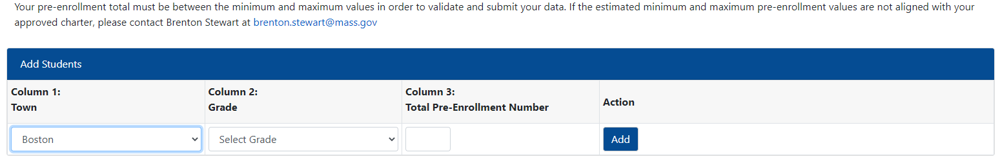 Your pre-enrollment total must be between the minimum and maximum values in order to validate and submit your data. If the estimated minimum and maximum pre-enrollment values are not aligned with your
approved charter, please contact Brenton Stewart at brenton.stewart@mass.gov
Add Students
Column 1:
Town
Column 2:
Grade
Column 3:
Total Pre-Enrollment Number
Action
Boston
Select Grade
Add